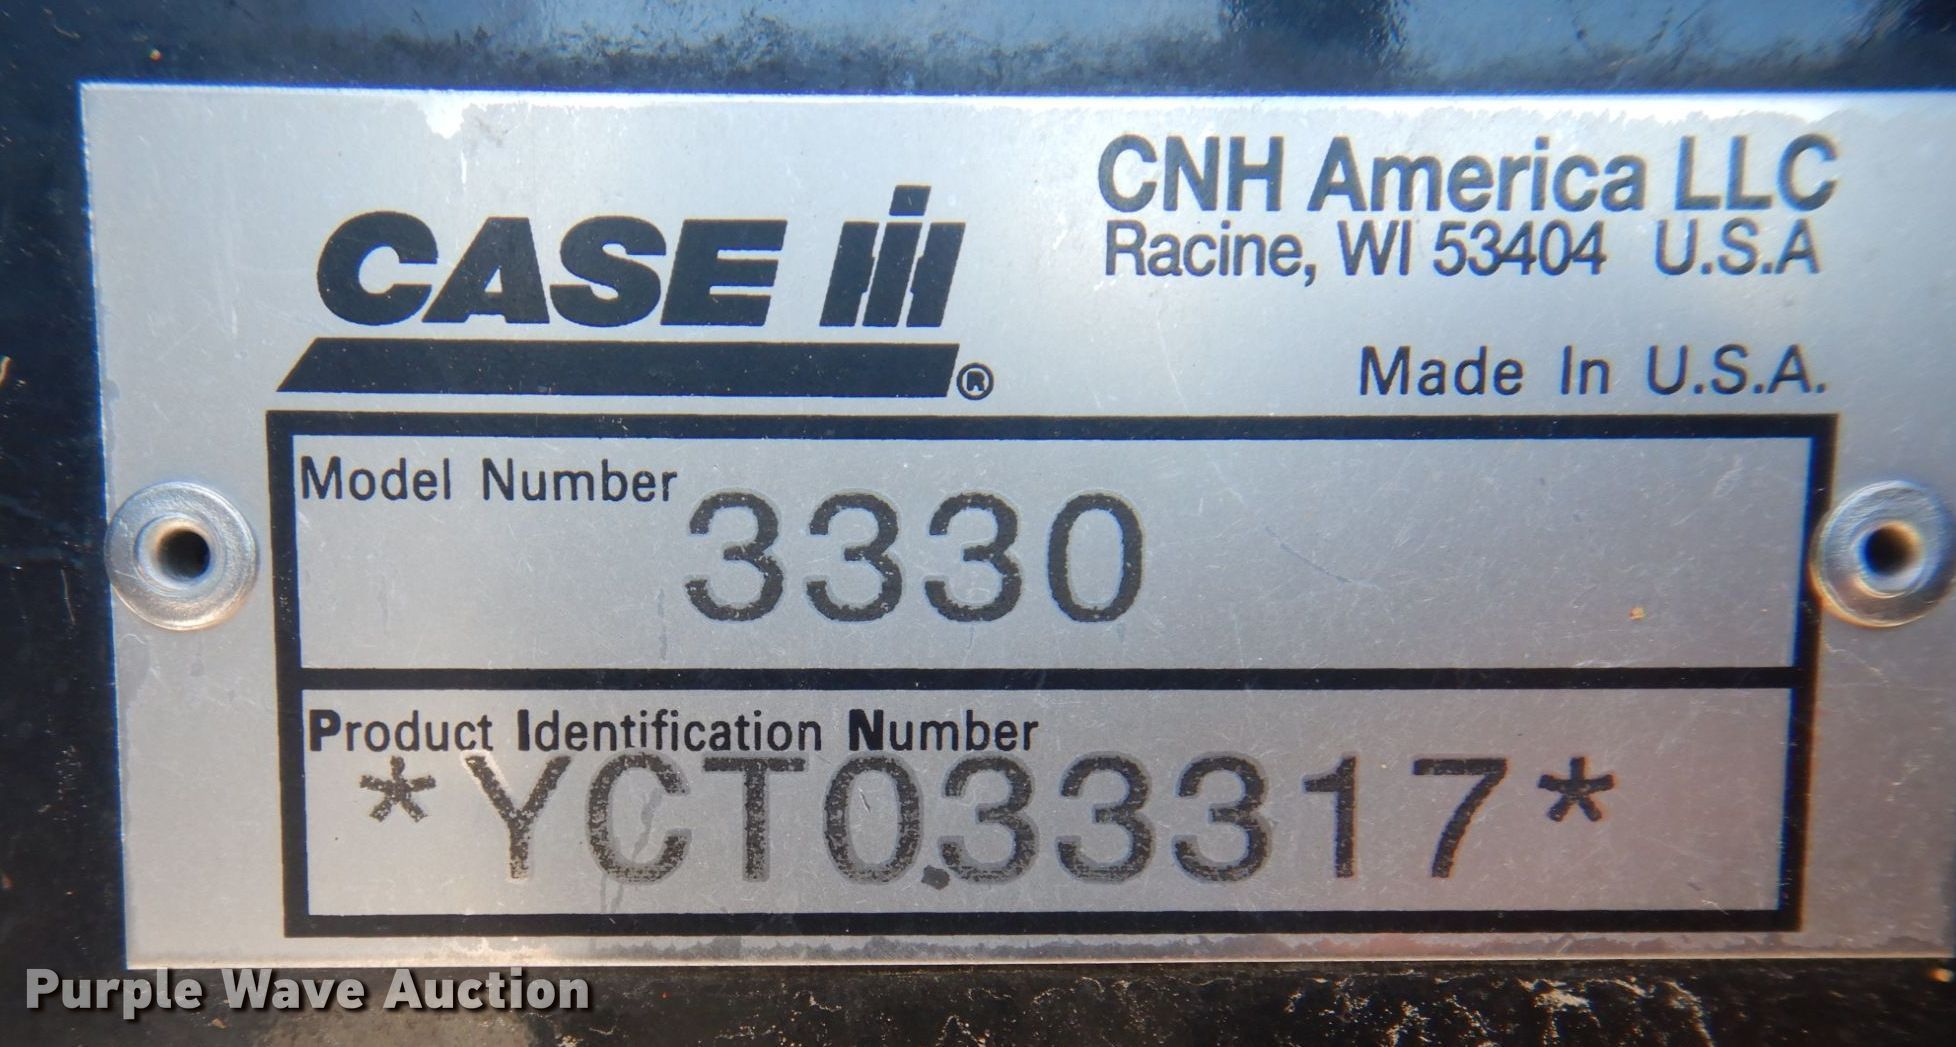 CASE IH ®
CNH America LLC
Racine, WI 53404 U.S.A
Made In U.S.A.
Model Number 3330
Product Identification Number
*YCT033317*
Purple Wave Auction